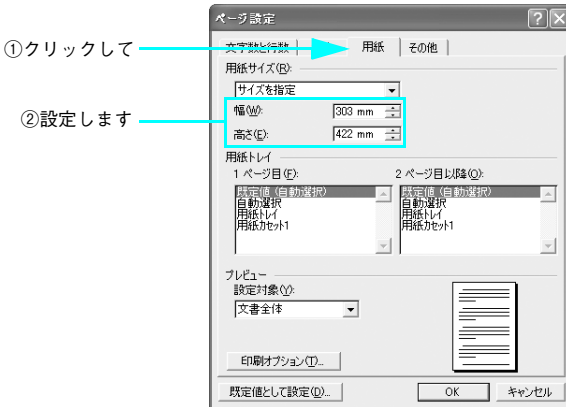 ページ設定
①クリックして
文字数と行数
用紙
その他
用紙サイズ(R):
サイズを指定
②設定します
幅(W):
303 mm
高さ(E):
422 mm
用紙トレイ
1 ページ目(F):
2 ページ目以降(O):
既定値 (自動選択)
自動選択
用紙トレイ
用紙カセット1
既定値 (自動選択)
自動選択
用紙トレイ
用紙カセット1
プレビュー
設定対象(Y):
文書全体
印刷オプション(T)...
既定値として設定(D)...
OK
キャンセル